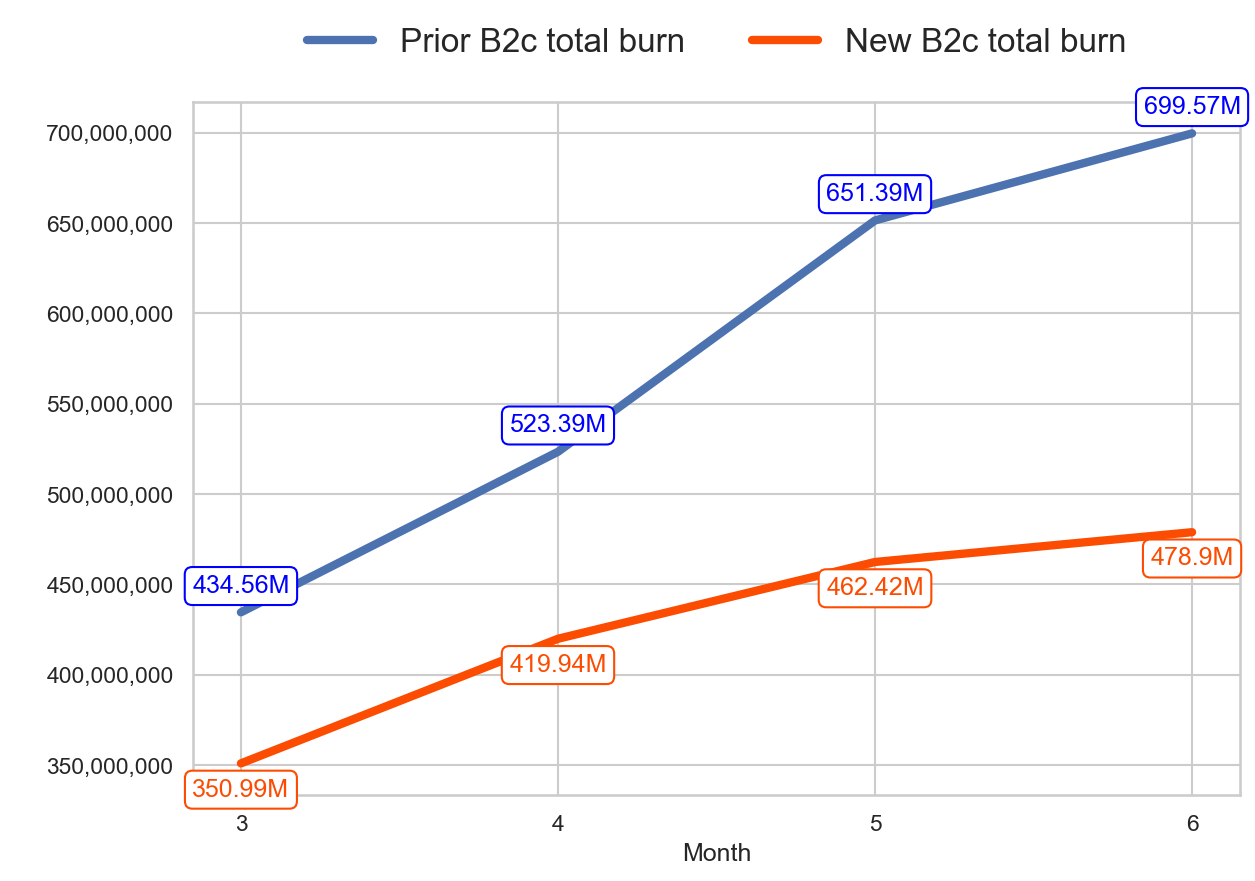 Prior B2c total burn New B2c total burn
699.57M
700,000,000
651.39M
650,000,000
600,000,000
550,000,000
523.39M
500,000,000
478.9M
434.56M
450,000,000
462.42M
419.94M
400,000,000
350,000,000
350.99M
3 4 5 6
Month